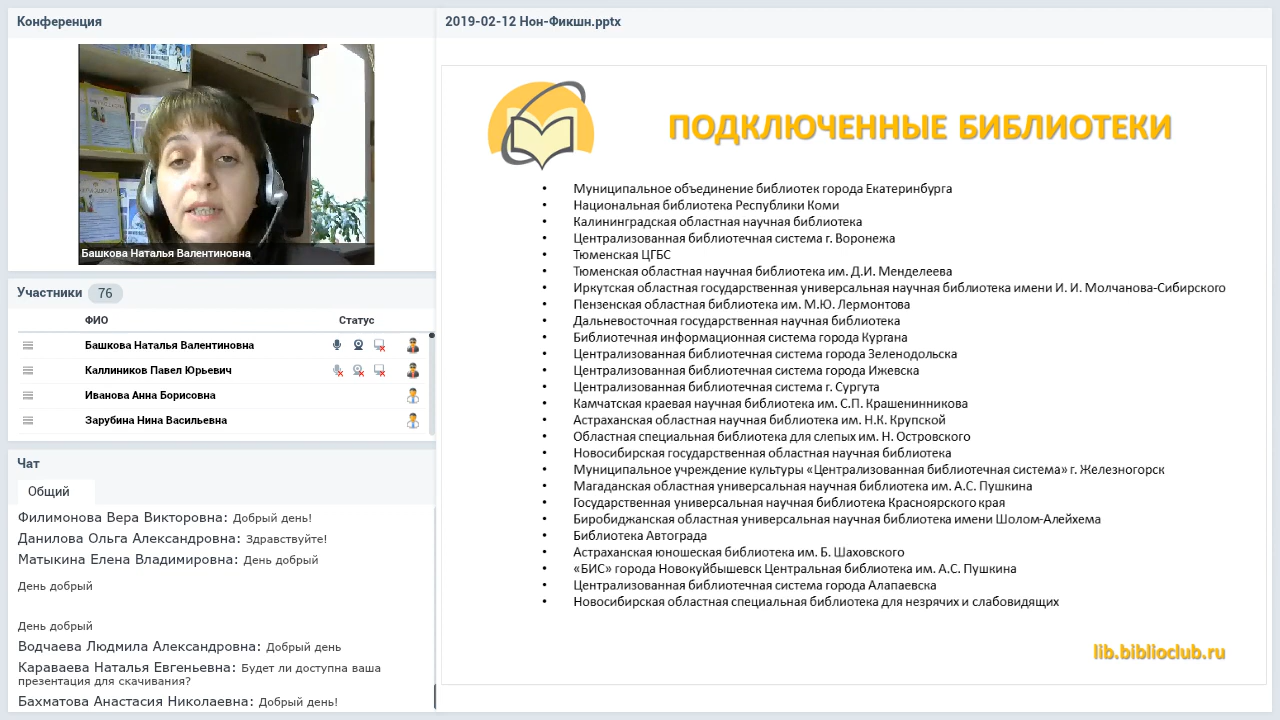 Конференция
Башкова Наталья Валентиновна
Участники 76
ФИО Статус
Башкова Наталья Валентиновна
Каллиников Павел Юрьевич
Иванова Анна Борисовна
Зарубина Нина Васильевна
Чат
Общий
Филимонова Вера Викторовна: Добрый день!
Данилова Ольга Александровна: Здравствуйте!
Матыкина Елена Владимировна: День добрый
День добрый
День добрый
Водчаева Людмила Александровна: Добрый день
Караваева Наталья Евгеньевна: Будет ли доступна ваша
презентация для скачивания?
Бахматова Анастасия Николаевна: Добрый день!
2019-02-12 Нон-Фикшн.pptx
ПОДКЛЮЧЕННЫЕ БИБЛИОТЕКИ
• Муниципальное объединение библиотек города Екатеринбурга
• Национальная библиотека Республики Коми
• Калининградская областная научная библиотека
• Централизованная библиотечная система г. Воронежа
• Тюменская ЦГБС
• Тюменская областная научная библиотека им. Д.И. Менделеева
• Иркутская областная государственная универсальная научная библиотека имени И. И. Молчанова-Сибирского
• Пензенская областная библиотека им. М.Ю. Лермонтова
• Дальневосточная государственная научная библиотека
• Библиотечная информационная система города Кургана
• Централизованная библиотечная система города Зеленодольска
• Централизованная библиотечная система города Ижевска
• Централизованная библиотечная система г. Сургута
• Камчатская краевая научная библиотека им. С.П. Крашенинникова
• Астраханская областная научная библиотека им. Н.К. Крупской
• Областная специальная библиотека для слепых им. Н. Островского
• Новосибирская государственная областная научная библиотека
• Муниципальное учреждение культуры «Централизованная библиотечная система» г. Железногорск
• Магаданская областная универсальная научная библиотека им. А.С. Пушкина
• Государственная универсальная научная библиотека Красноярского края
• Биробиджанская областная универсальная научная библиотека имени Шолом-Алейхема
• Библиотека Автограда
• Астраханская юношеская библиотека им. Б. Шаховского
• «БИС» города Новокуйбышевск Центральная библиотека им. А.С. Пушкина
• Централизованная библиотечная система города Алапаевска
• Новосибирская областная специальная библиотека для незрячих и слабовидящих
lib.biblioclub.ru